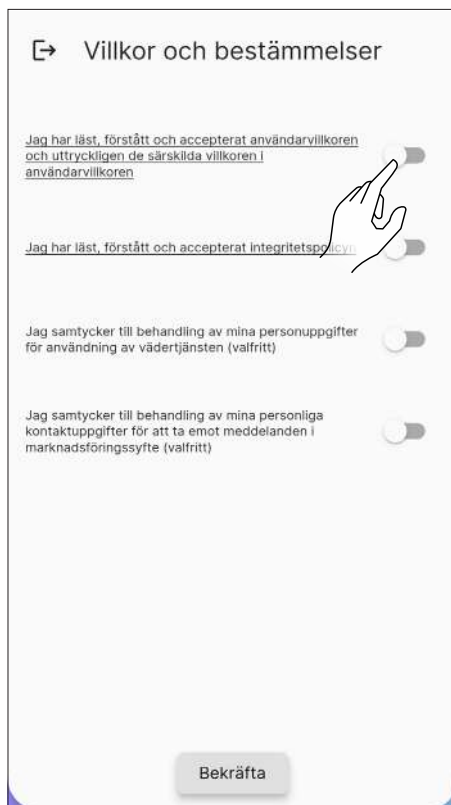 Villkor och bestämmelser
Jag har läst, förstått och accepterat användarvillkoren
och uttryckligen de särskilda villkoren i
användarvillkoren
Jag har läst, förstått och accepterat integritetspolicyn
Jag samtycker till behandling av mina personuppgifter
för användning av vädertjänsten (valfritt)
Jag samtycker till behandling av mina personliga
kontaktuppgifter för att ta emot meddelanden i
marknadsföringssyfte (valfritt)
Bekräfta